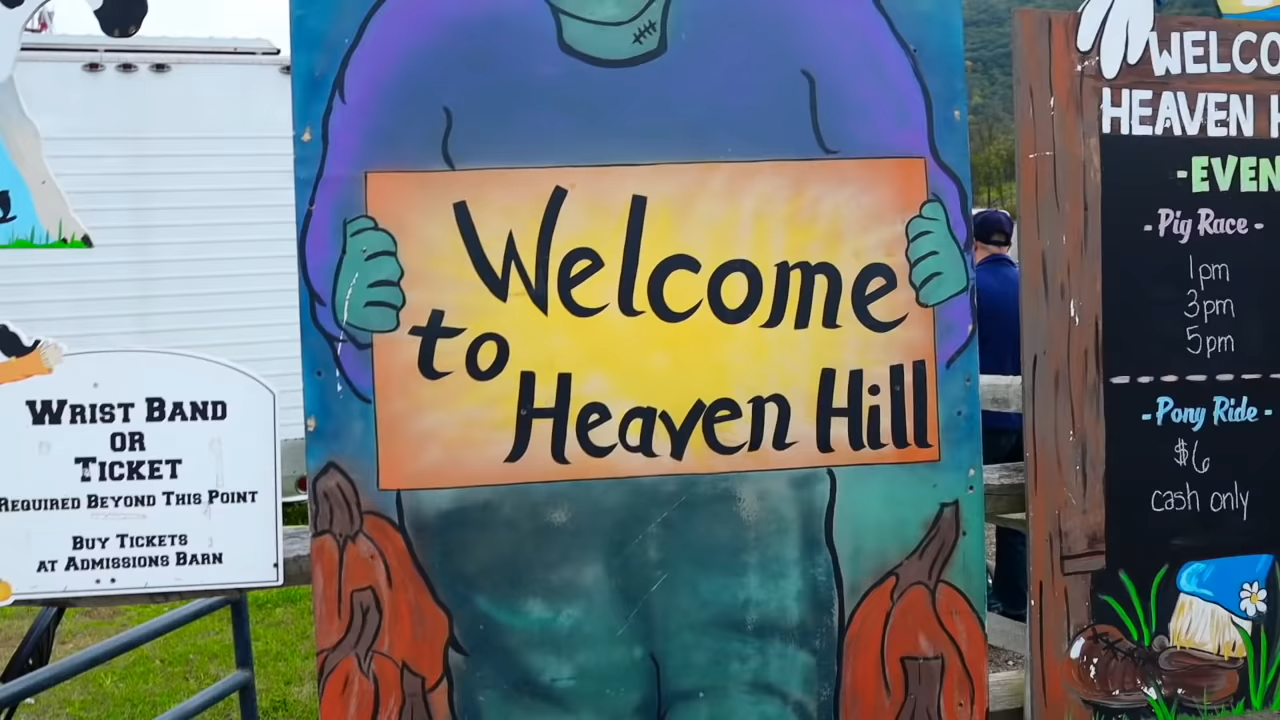 WRIST BAND
OR
TICKET
REQUIRED BEYOND THIS POINT
BUY TICKETS
AT ADMISSIONS BARN
Welcome
to
Heaven Hill
WELCO
HEAVEN H
-EVEN
- Pig Race -
1pm
3pm
5pm
- Pony Ride -
$6
cash only